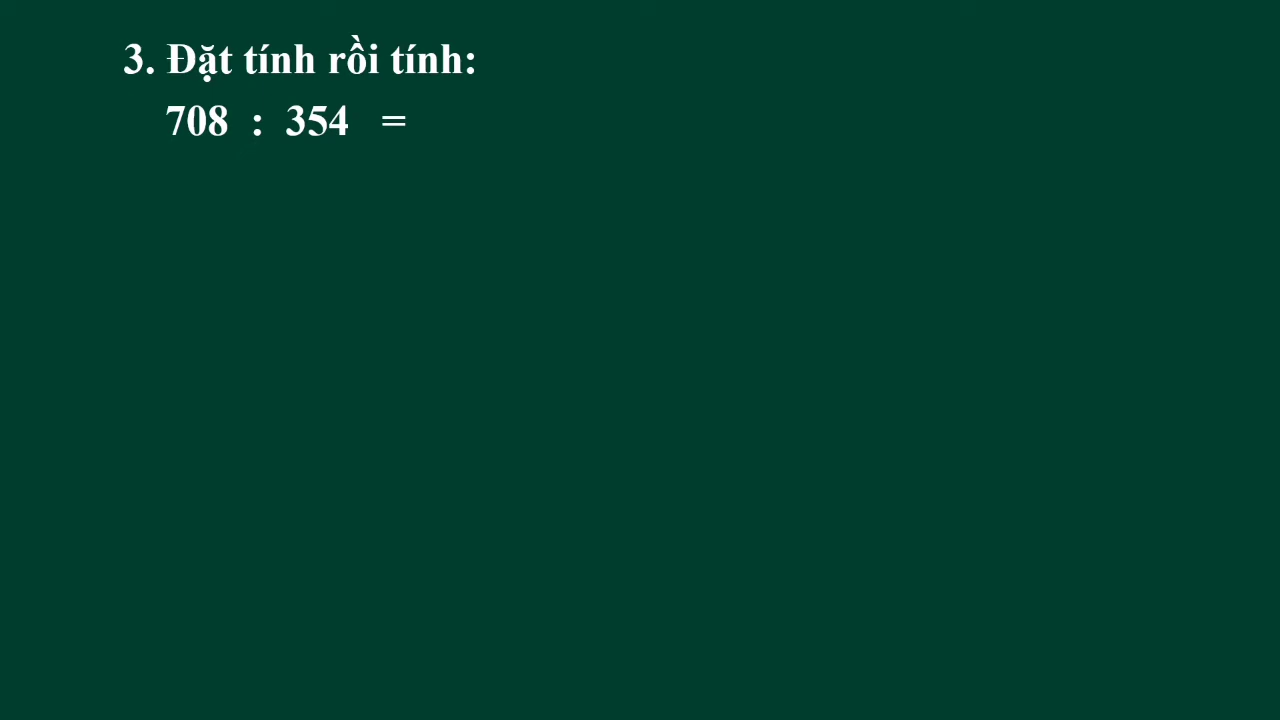 3. Đặt tính rồi tính:
708 : 354 =